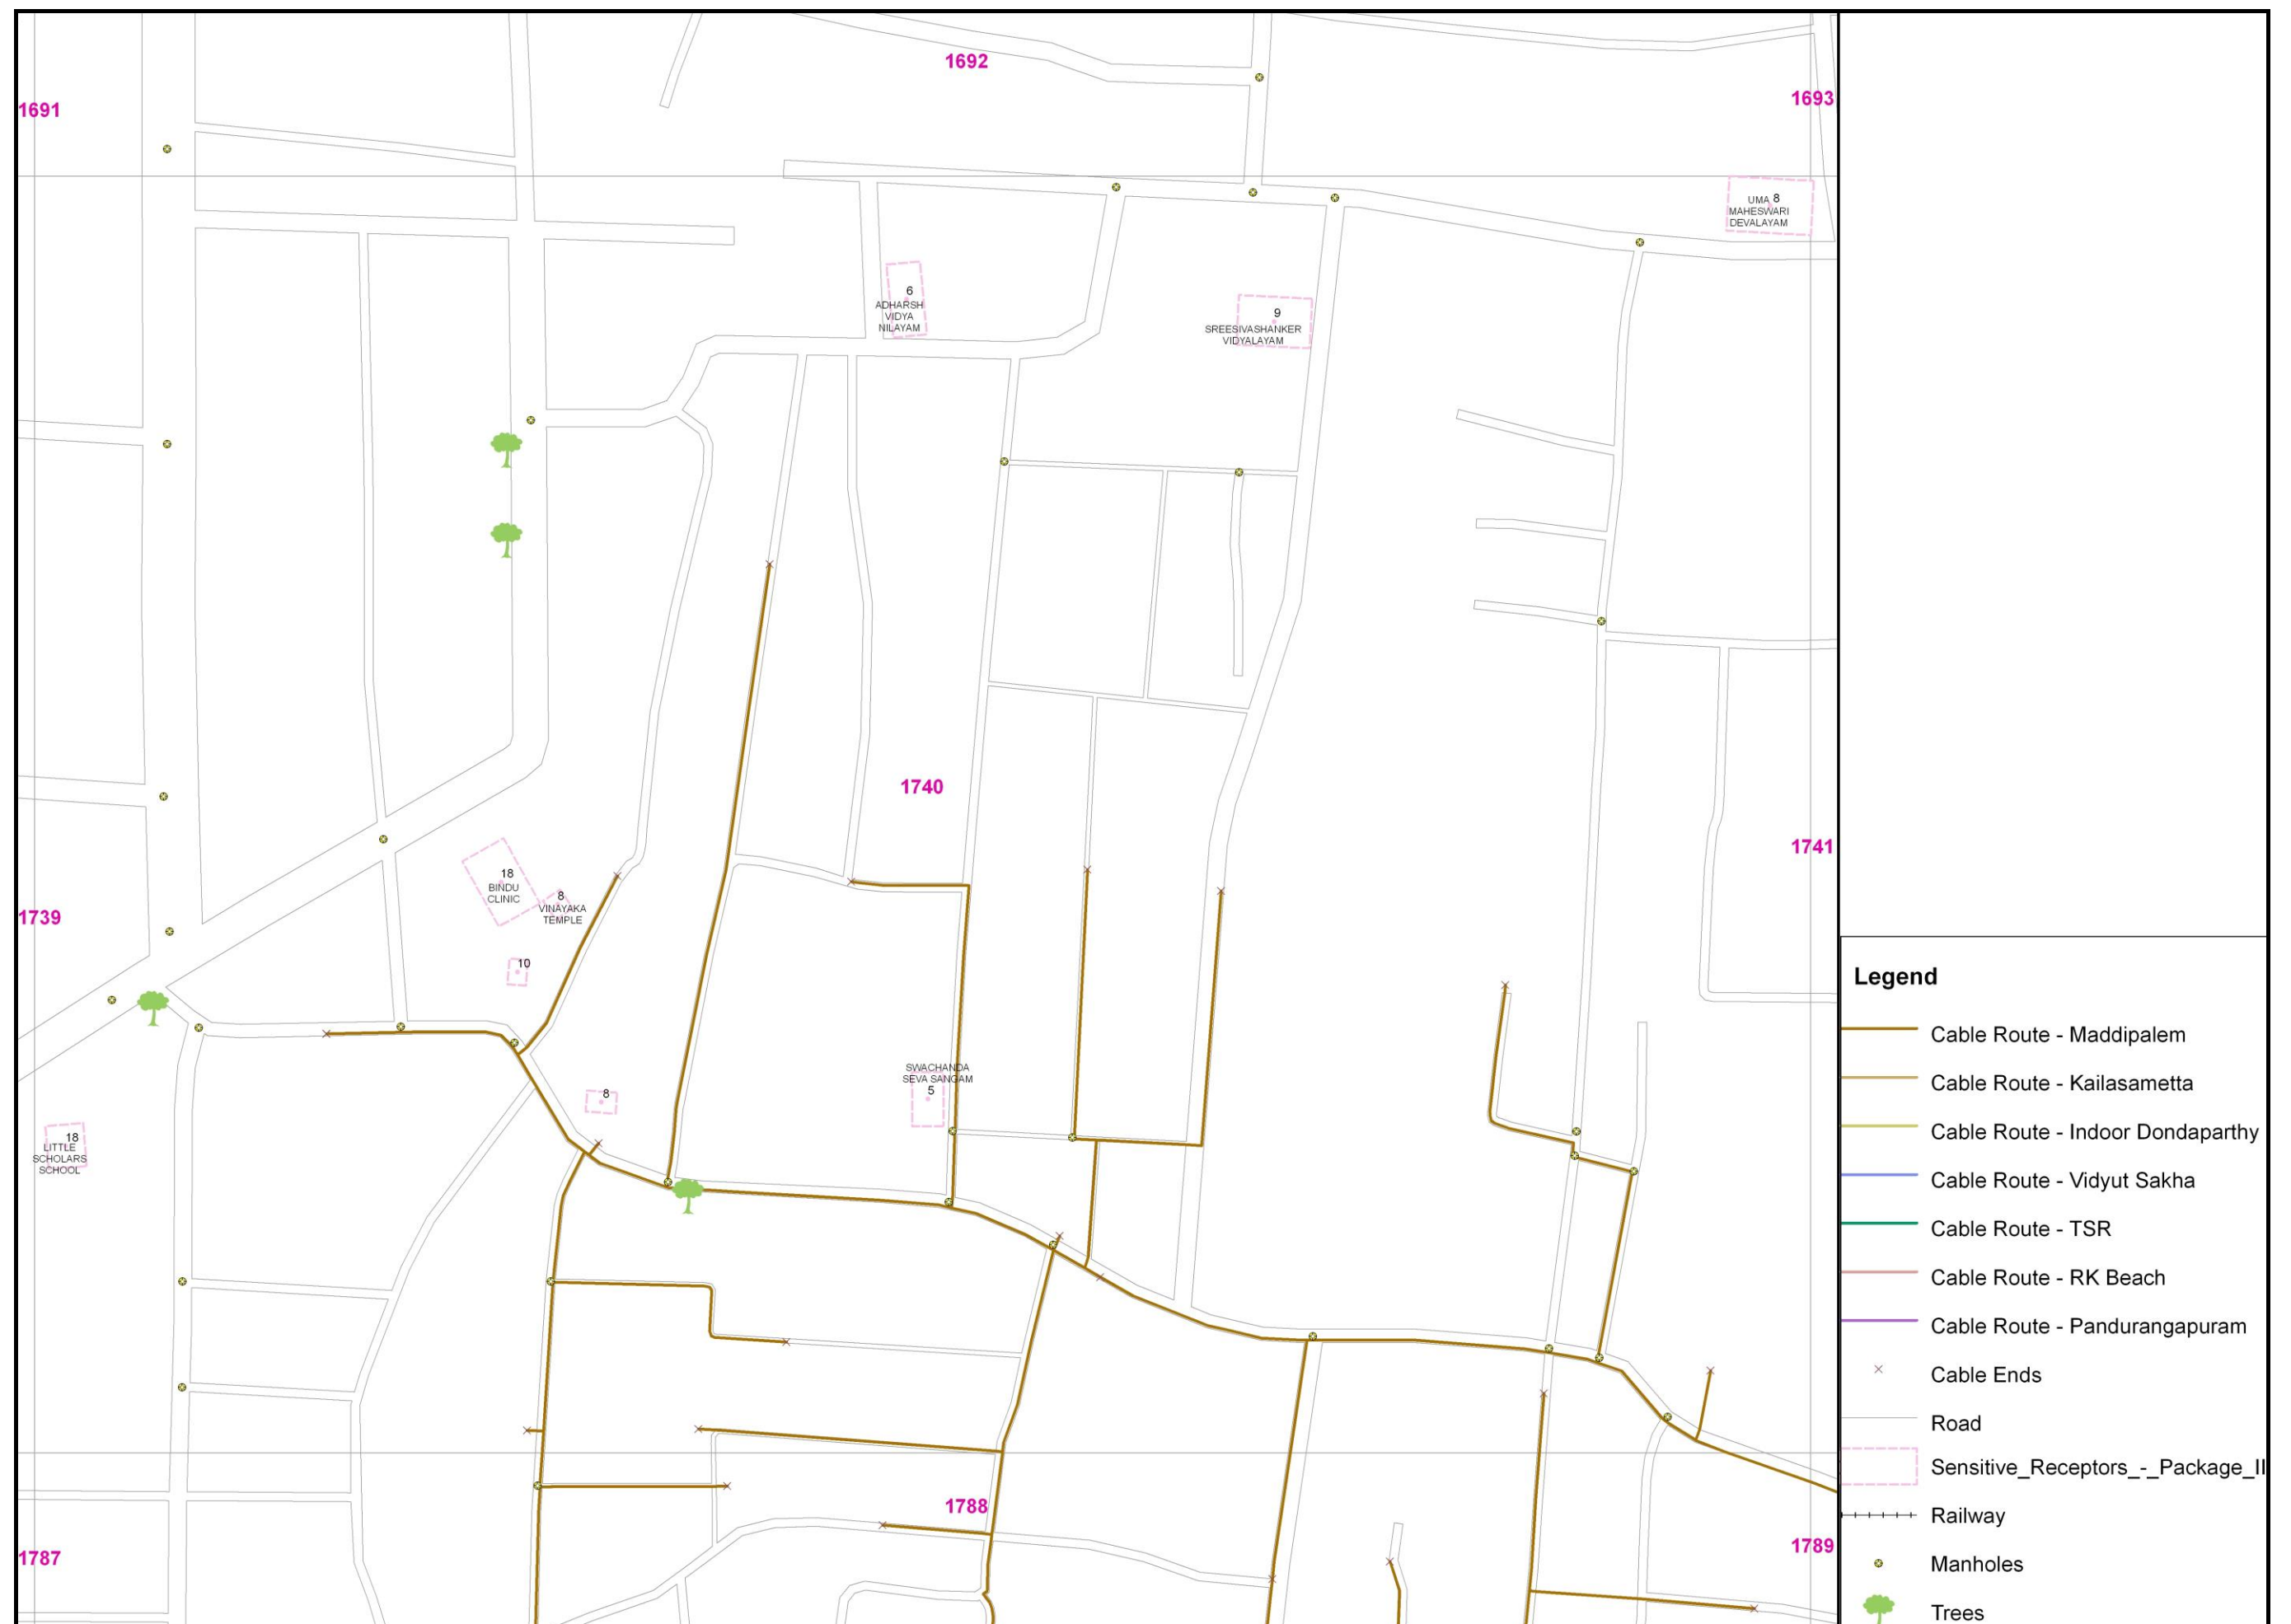 1692
1693
1691
UMA 8
MAHESWARI
DEVALAYAM
6
ADHARSH
VIDYA
NILAYAM
9
SREESIVASHANKER
VIDYALAYAM
1740
1741
18
BINDU
CLINIC
8
VINAYAKA
TEMPLE
1739
10
SWACHANDA
SEVA SANGAM
5
8
18
LITTLE
SCHOLARS
SCHOOL
1788
1789
1787
Legend
Cable Route - Maddipalem
Cable Route - Kailasametta
Cable Route - Indoor Dondaparthy
Cable Route - Vidyut Sakha
Cable Route - TSR
Cable Route - RK Beach
Cable Route - Pandurangapuram
Cable Ends
Road
Sensitive_Receptors_-_Package_II
Railway
Manholes
Trees